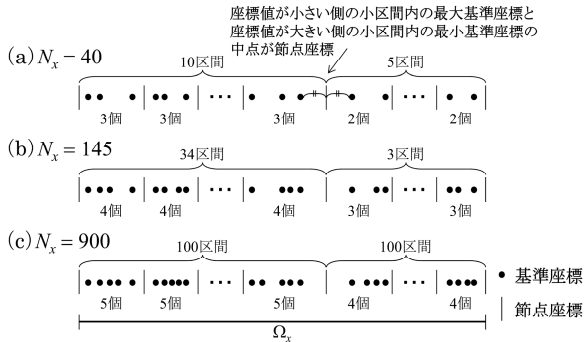 座標値が小さい側の小区間内の最大基準座標と
座標値が大きい側の小区間内の最小基準座標の
中点が節点座標
(a) Nx − 40
10区間
5区間
3個 3個 ··· 3個 2個 ··· 2個
(b) Nx = 145
34区間
3区間
4個 4個 ··· 4個 3個 ··· 3個
(c) Nx = 900
100区間
100区間
5個 5個 ··· 5個 4個 ··· 4個
● 基準座標
| 節点座標
Ωx